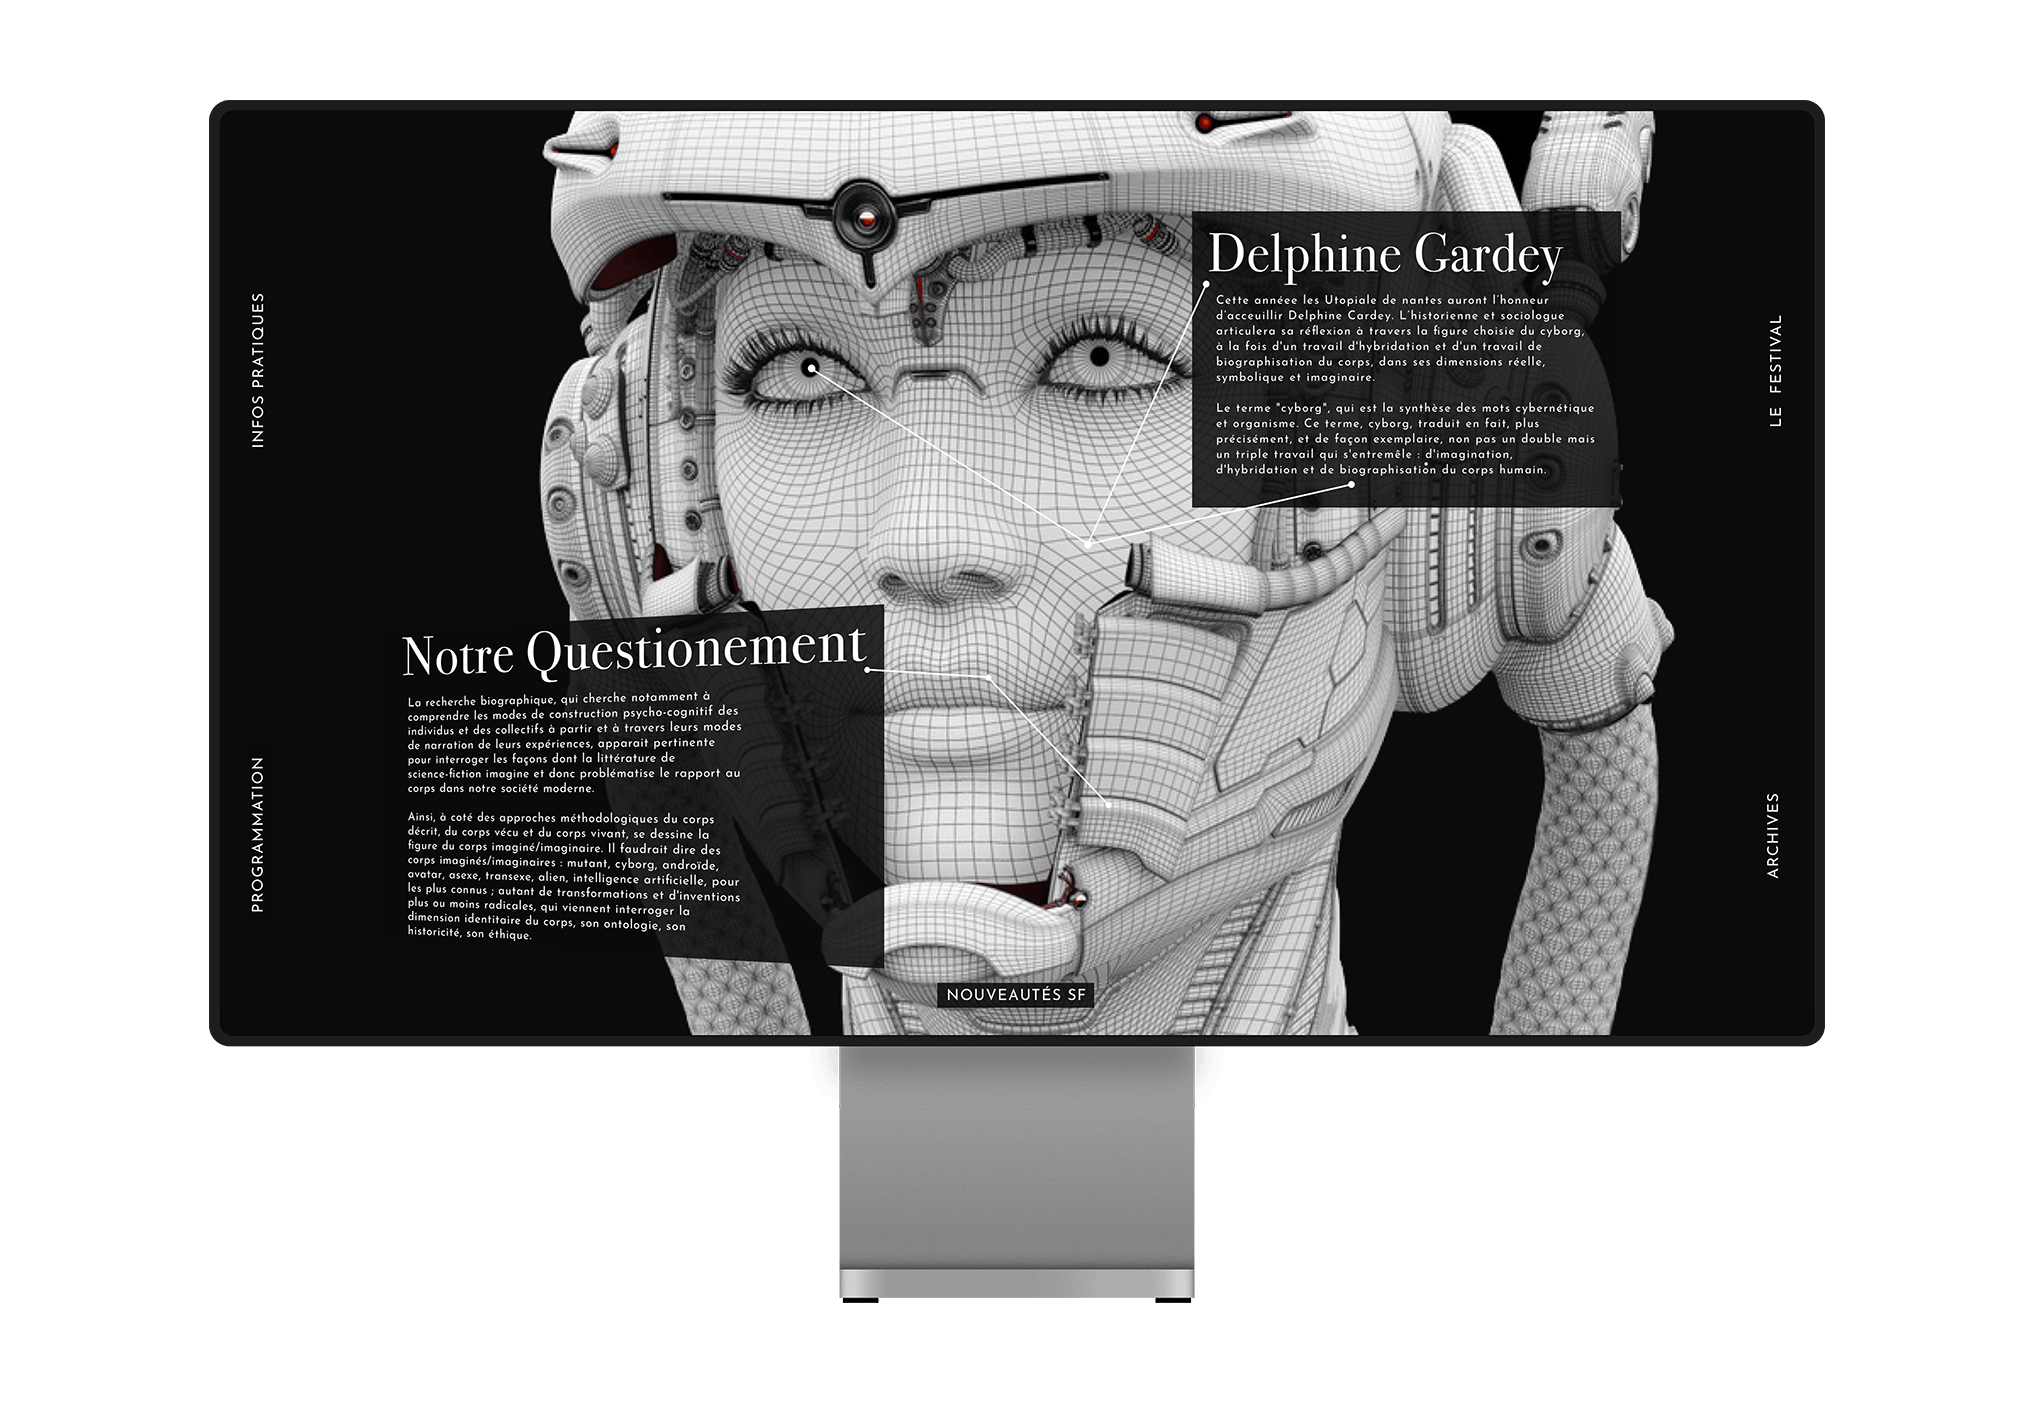 INFOS PRATIQUES
PROGRAMMATION
Delphine Gardey
Cette annéee les Utopiale de nantes auront l'honneur
d'acceuillir Delphine Cardey. L'historienne et sociologue
articulera sa réflexion à travers la figure choisie du cyborg,
à la fois d'un travail d'hybridation et d'un travail de
biographisation du corps, dans ses dimensions réelle,
symbolique et imaginaire.
Le terme "cyborg", qui est la synthèse des mots cybernétique
et organisme. Ce terme, cyborg, traduit en fait, plus
précisément, et de façon exemplaire, non pas un double mais
un triple travail qui s'entremêle : d'imagination,
d'hybridation et de biographisation du corps humain.
Notre Questionement
La recherche biographique, qui cherche notamment à
comprendre les modes de construction psycho-cognitif des
individus et des collectifs à partir et à travers leurs modes
de narration de leurs expériences, apparait pertinente
pour interroger les façons dont la littérature de
science-fiction imagine et donc problématise le rapport au
corps dans notre société moderne.
Ainsi, à coté des approches méthodologiques du corps
décrit, du corps vécu et du corps vivant, se dessine la
figure du corps imaginé/imaginaire. Il faudrait dire des
corps imaginés/imaginaires : mutant, cyborg, androïde,
avatar, asexe, transexe, alien, intelligence artificielle, pour
les plus connus ; autant de transformations et d'inventions
plus ou moins radicales, qui viennent interroger la
dimension identitaire du corps, son ontologie, son
historicité, son éthique.
NOUVEAUTÉS SF
LE FESTIVAL
ARCHIVES